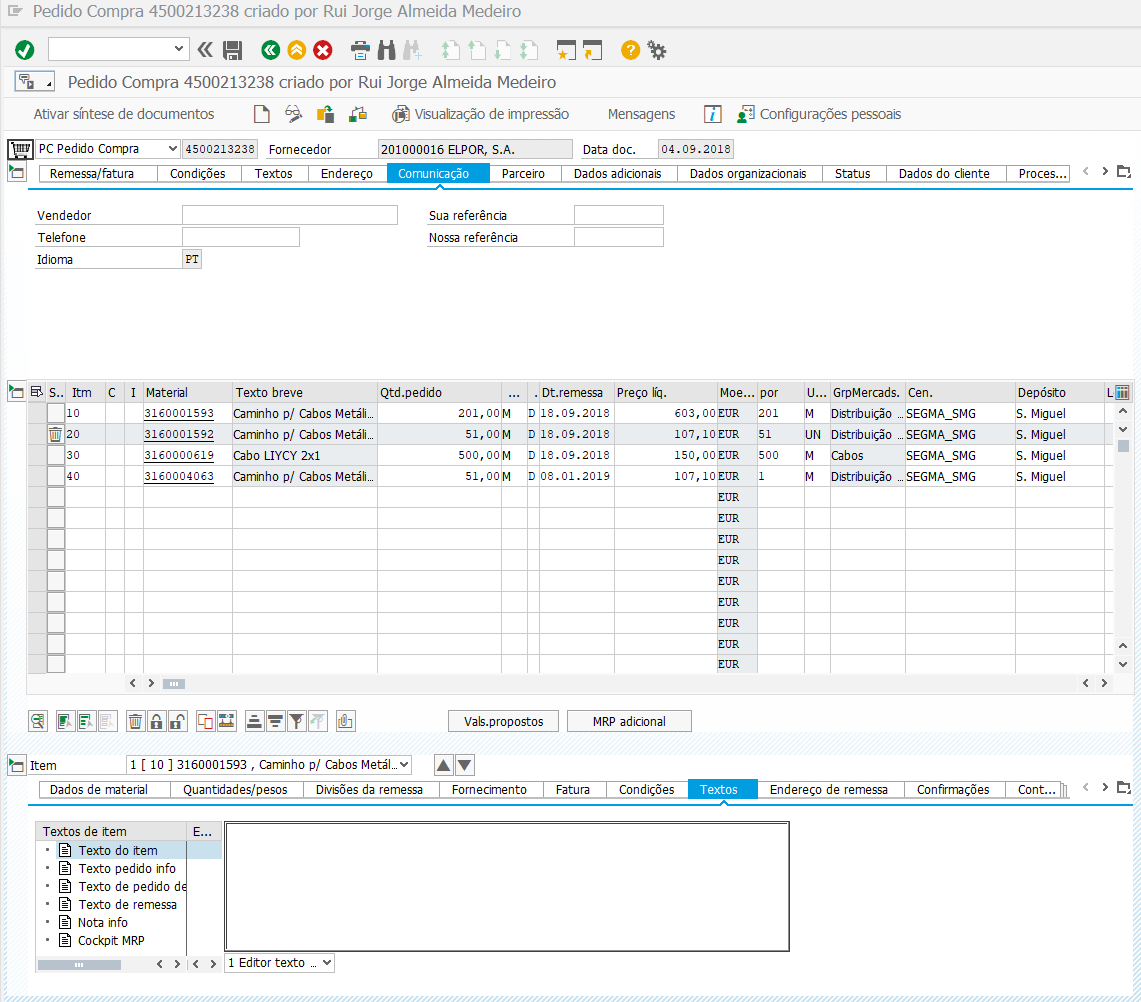 Pedido Compra 4500213238 criado por Rui Jorge Almeida Medeiro
Pedido Compra 4500213238 criado por Rui Jorge Almeida Medeiro
Ativar síntese de documentos Visualização de impressão Mensagens Configurações pessoais
PC Pedido Compra 4500213238 Fornecedor 201000016 ELPOR, S.A. Data doc. 04.09.2018
Remessa/fatura Condições Textos Endereço Comunicação Parceiro Dados adicionais Dados organizacionais Status Dados do cliente Proces...
Vendedor Sua referência
Telefone Nossa referência
Idioma PT
S.. Itm C I Material Texto breve Qtd.pedido ... . Dt.remessa Preço líq. Moe... por U... GrpMercads. Cen. Depósito L
10 3160001593 Caminho p/ Cabos Metáli... 201,00 M D 18.09.2018 603,00 EUR 201 M Distribuição ... SEGMA_SMG S. Miguel
20 3160001592 Caminho p/ Cabos Metáli... 51,00 M D 18.09.2018 107,10 EUR 51 UN Distribuição ... SEGMA_SMG S. Miguel
30 3160000619 Cabo LIYCY 2x1 500,00 M D 18.09.2018 150,00 EUR 500 M Cabos SEGMA_SMG S. Miguel
40 3160004063 Caminho p/ Cabos Metáli... 51,00 M D 08.01.2019 107,10 EUR 1 M Distribuição ... SEGMA_SMG S. Miguel
EUR
EUR
EUR
EUR
EUR
EUR
EUR
EUR
EUR
Vals.propostos MRP adicional
Item 1 [ 10 ] 3160001593 , Caminho p/ Cabos Metál...
Dados de material Quantidades/pesos Divisões da remessa Fornecimento Fatura Condições Textos Endereço de remessa Confirmações Cont...
Textos de item E...
Texto do item
Texto pedido info
Texto de pedido de
Texto de remessa
Nota info
Cockpit MRP
1 Editor texto ...